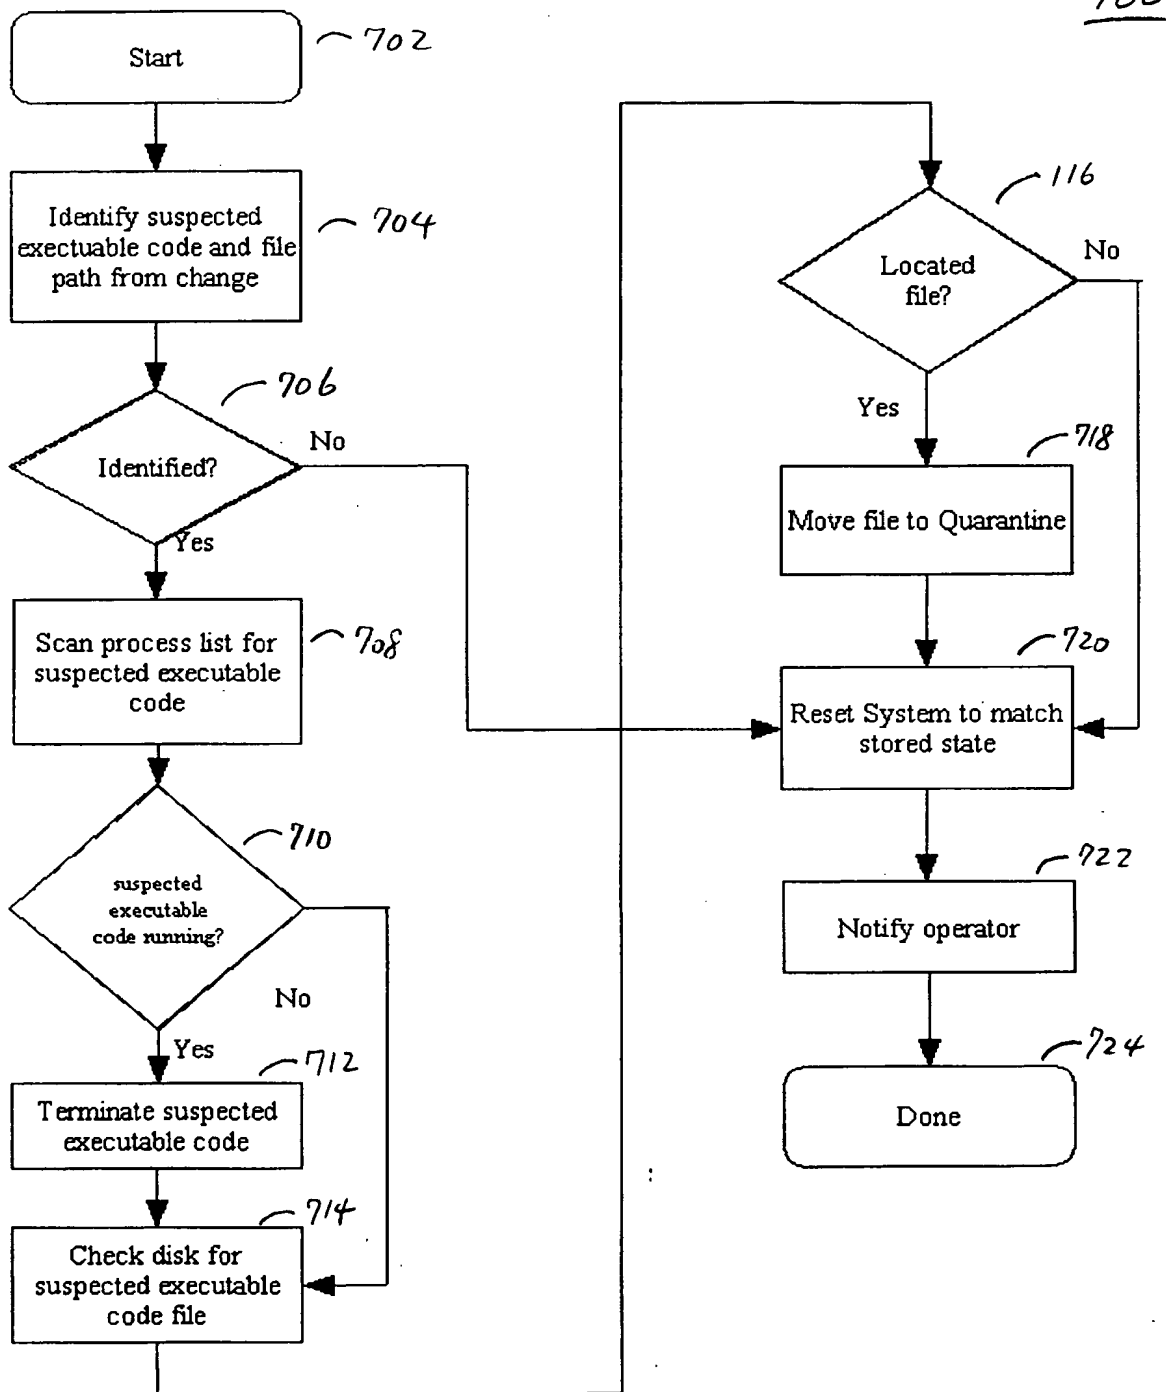 Start
702
Identify suspected
exectuable code and file
path from change
704
706
Identified?
No
Yes
Scan process list for
suspected executable
code
708
710
suspected
executable
code running?
No
Yes
712
Terminate suspected
executable code
714
Check disk for
suspected executable
code file
116
Located
file?
No
Yes
718
Move file to Quarantine
720
Reset System to match
stored state
722
Notify operator
724
Done